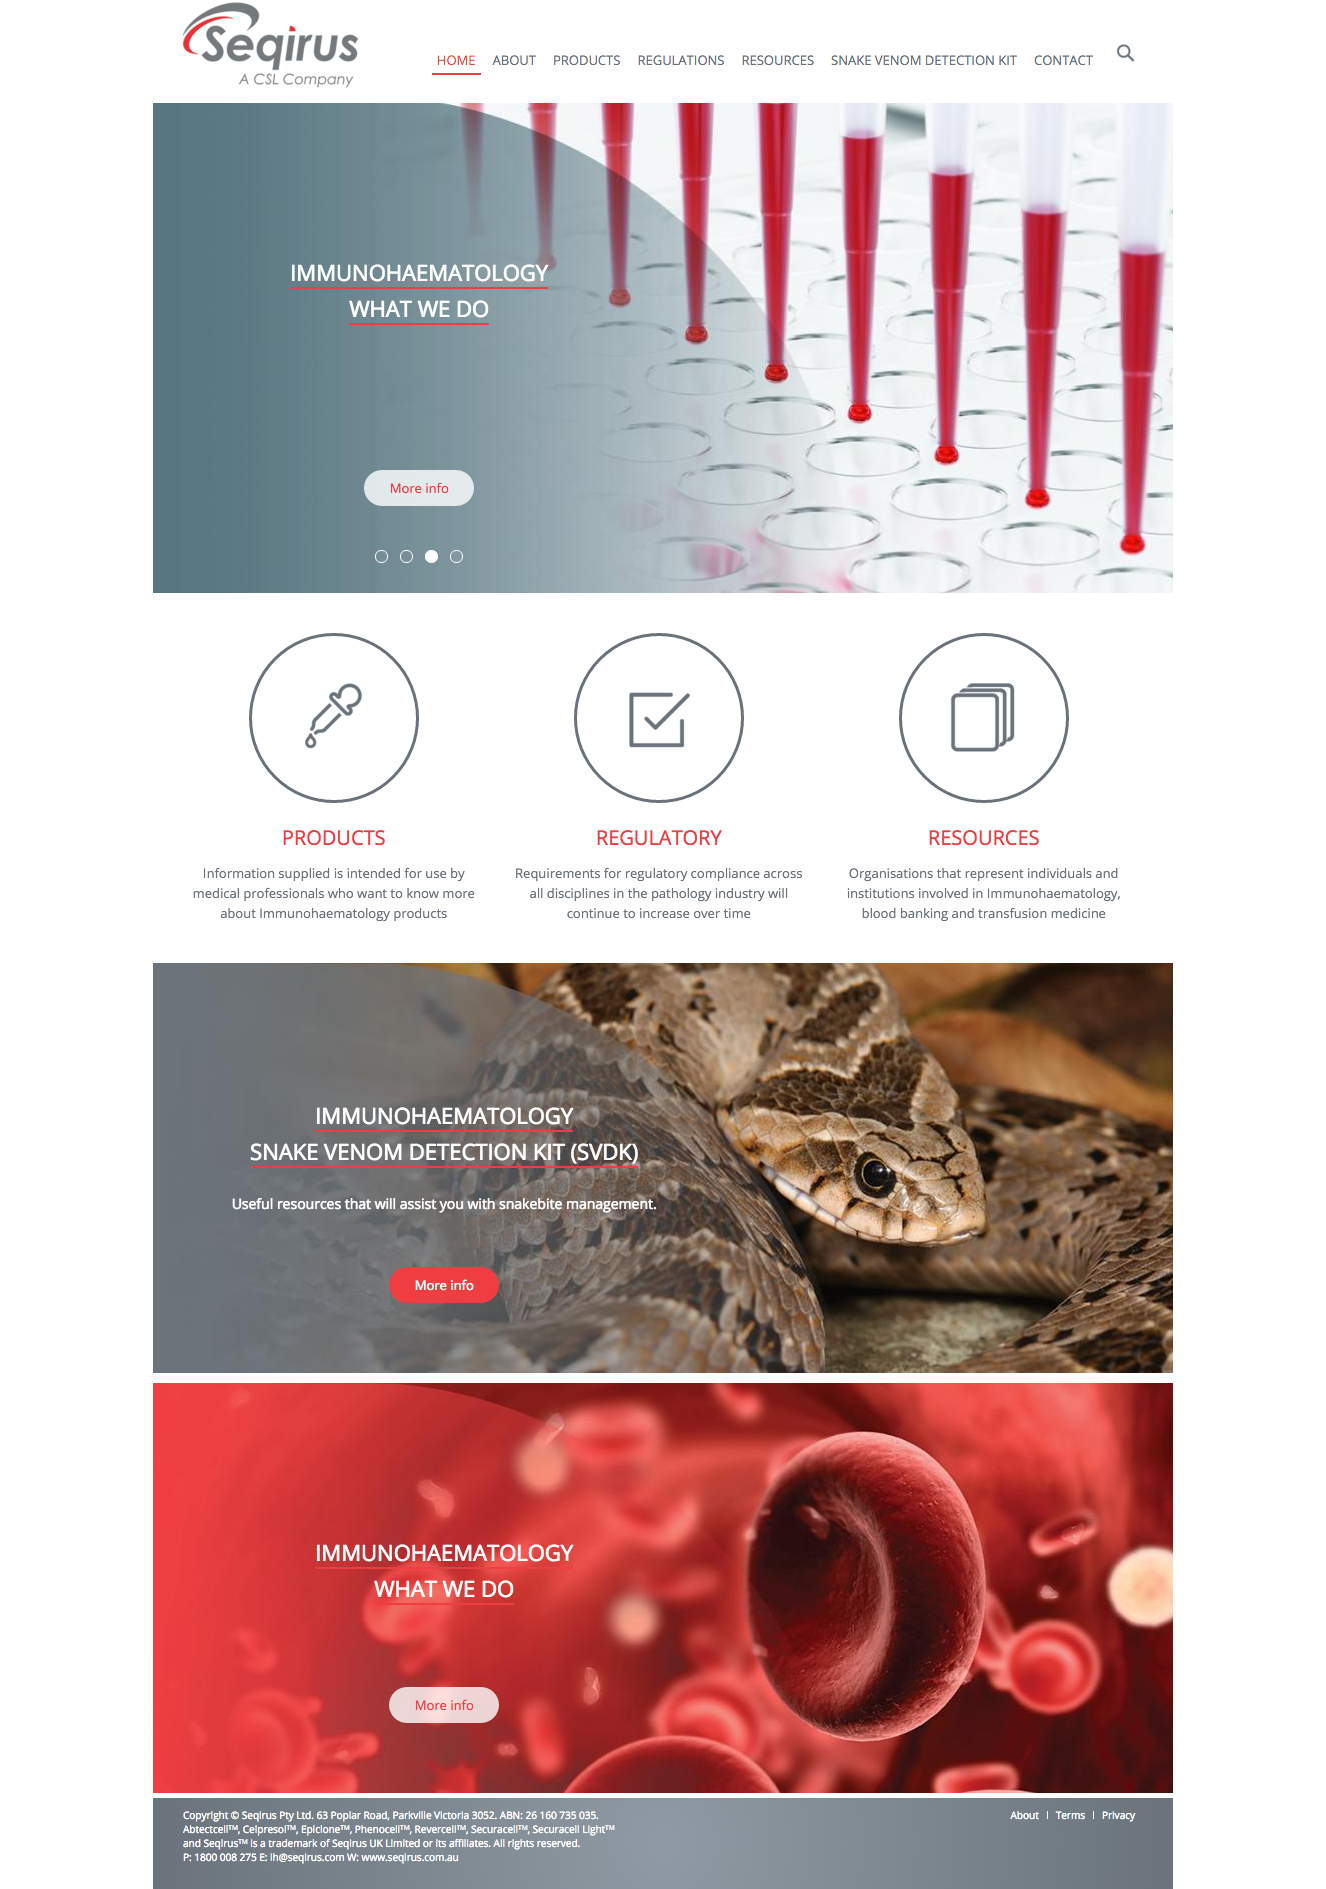 Seqirus
A CSL Company
HOME ABOUT PRODUCTS REGULATIONS RESOURCES SNAKE VENOM DETECTION KIT CONTACT
IMMUNOHAEMATOLOGY
WHAT WE DO
More info
PRODUCTS
Information supplied is intended for use by
medical professionals who want to know more
about Immunohaematology products
REGULATORY
Requirements for regulatory compliance across
all disciplines in the pathology industry will
continue to increase over time
RESOURCES
Organisations that represent individuals and
institutions involved in Immunohaematology,
blood banking and transfusion medicine
IMMUNOHAEMATOLOGY
SNAKE VENOM DETECTION KIT (SVDK)
Useful resources that will assist you with snakebite management.
More info
IMMUNOHAEMATOLOGY
WHAT WE DO
More info
Copyright © Seqirus Pty Ltd. 63 Poplar Road, Parkville Victoria 3052. ABN: 26 160 735 035.
Abtectcell™, Celpresol™, Epiclone™, Phenocell™, Revercell™, Securacell™, Securacell Light™
and Seqirus™ is a trademark of Seqirus UK Limited or its affiliates. All rights reserved.
P: 1800 008 275 E: ih@seqirus.com W: www.seqirus.com.au
About | Terms | Privacy